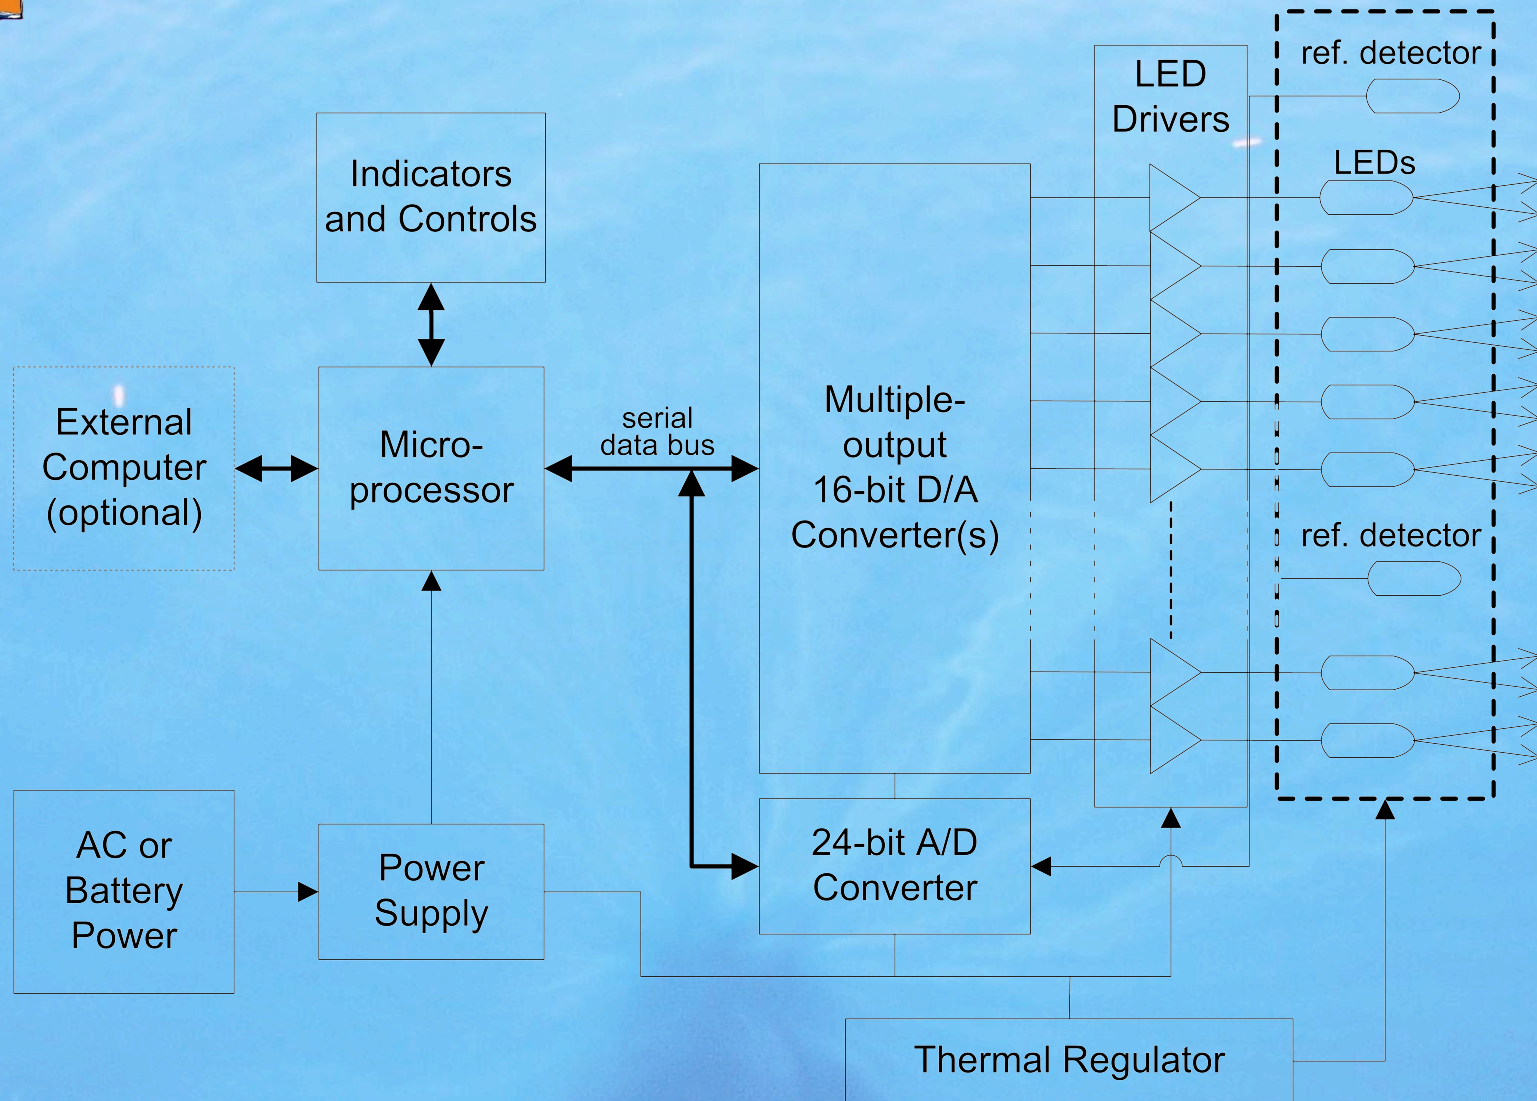 ref. detector
LED
Drivers
LEDs
Indicators
and Controls
External
Computer
(optional)
Micro-
processor
serial
data bus
Multiple-
output
16-bit D/A
Converter(s)
ref. detector
AC or
Battery
Power
Power
Supply
24-bit A/D
Converter
Thermal Regulator